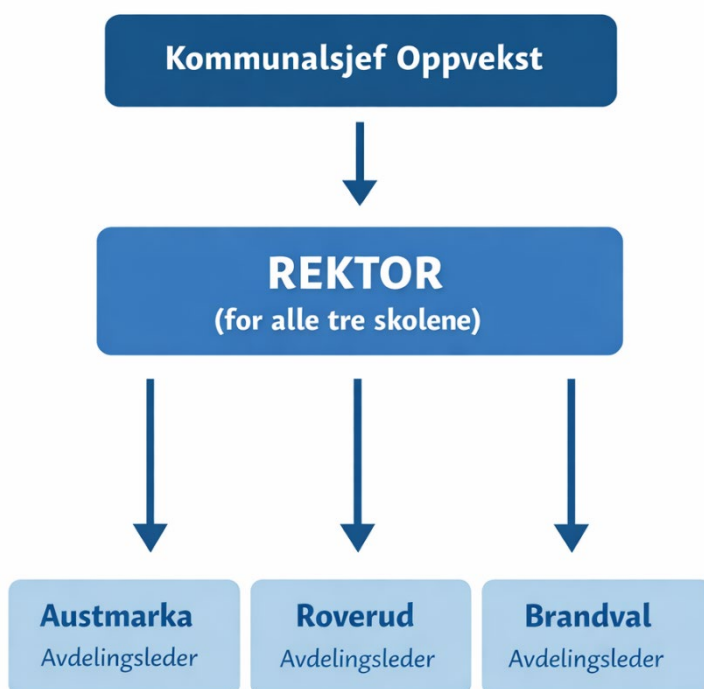 Kommunalsjef Oppvekst
REKTOR
(for alle tre skolene)
Austmarka
Avdelingsleder
Roverud
Avdelingsleder
Brandval
Avdelingsleder